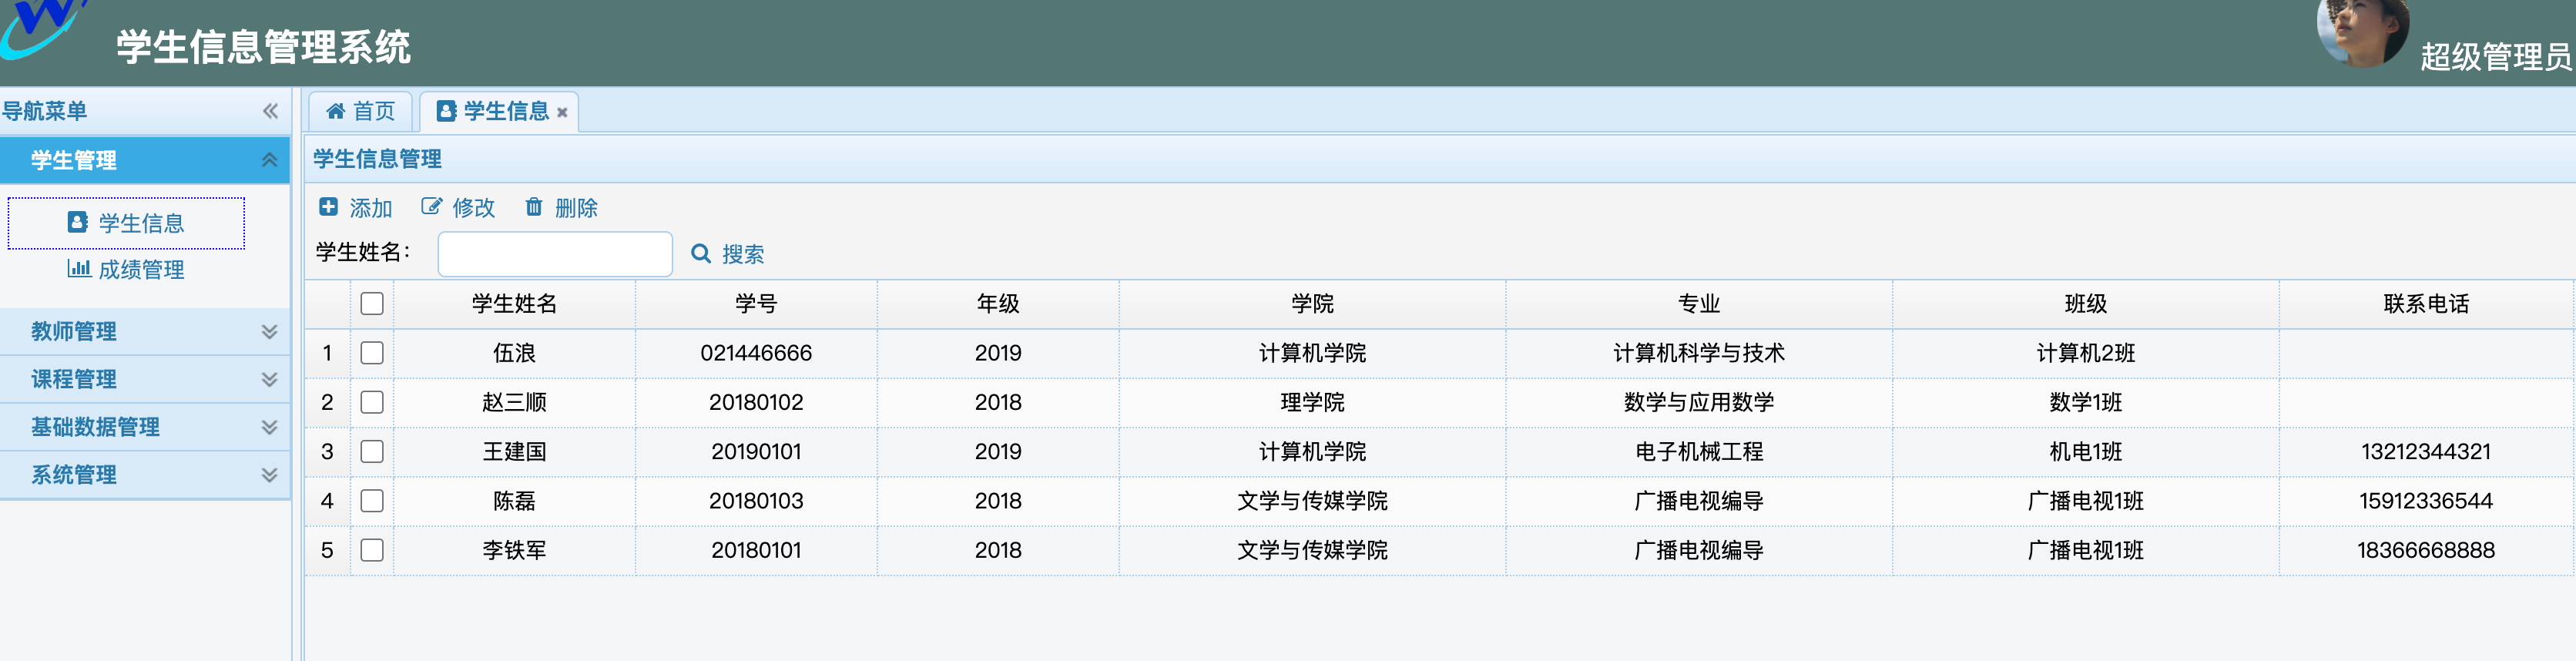 学生信息管理系统
超级管理员
导航菜单
学生管理
学生信息
成绩管理
教师管理
课程管理
基础数据管理
系统管理
首页 学生信息
学生信息管理
添加 修改 删除
学生姓名： 搜索
学生姓名 学号 年级 学院 专业 班级 联系电话
1 伍浪 021446666 2019 计算机学院 计算机科学与技术 计算机2班
2 赵三顺 20180102 2018 理学院 数学与应用数学 数学1班
3 王建国 20190101 2019 计算机学院 电子机械工程 机电1班 13212344321
4 陈磊 20180103 2018 文学与传媒学院 广播电视编导 广播电视1班 15912336544
5 李铁军 20180101 2018 文学与传媒学院 广播电视编导 广播电视1班 18366668888